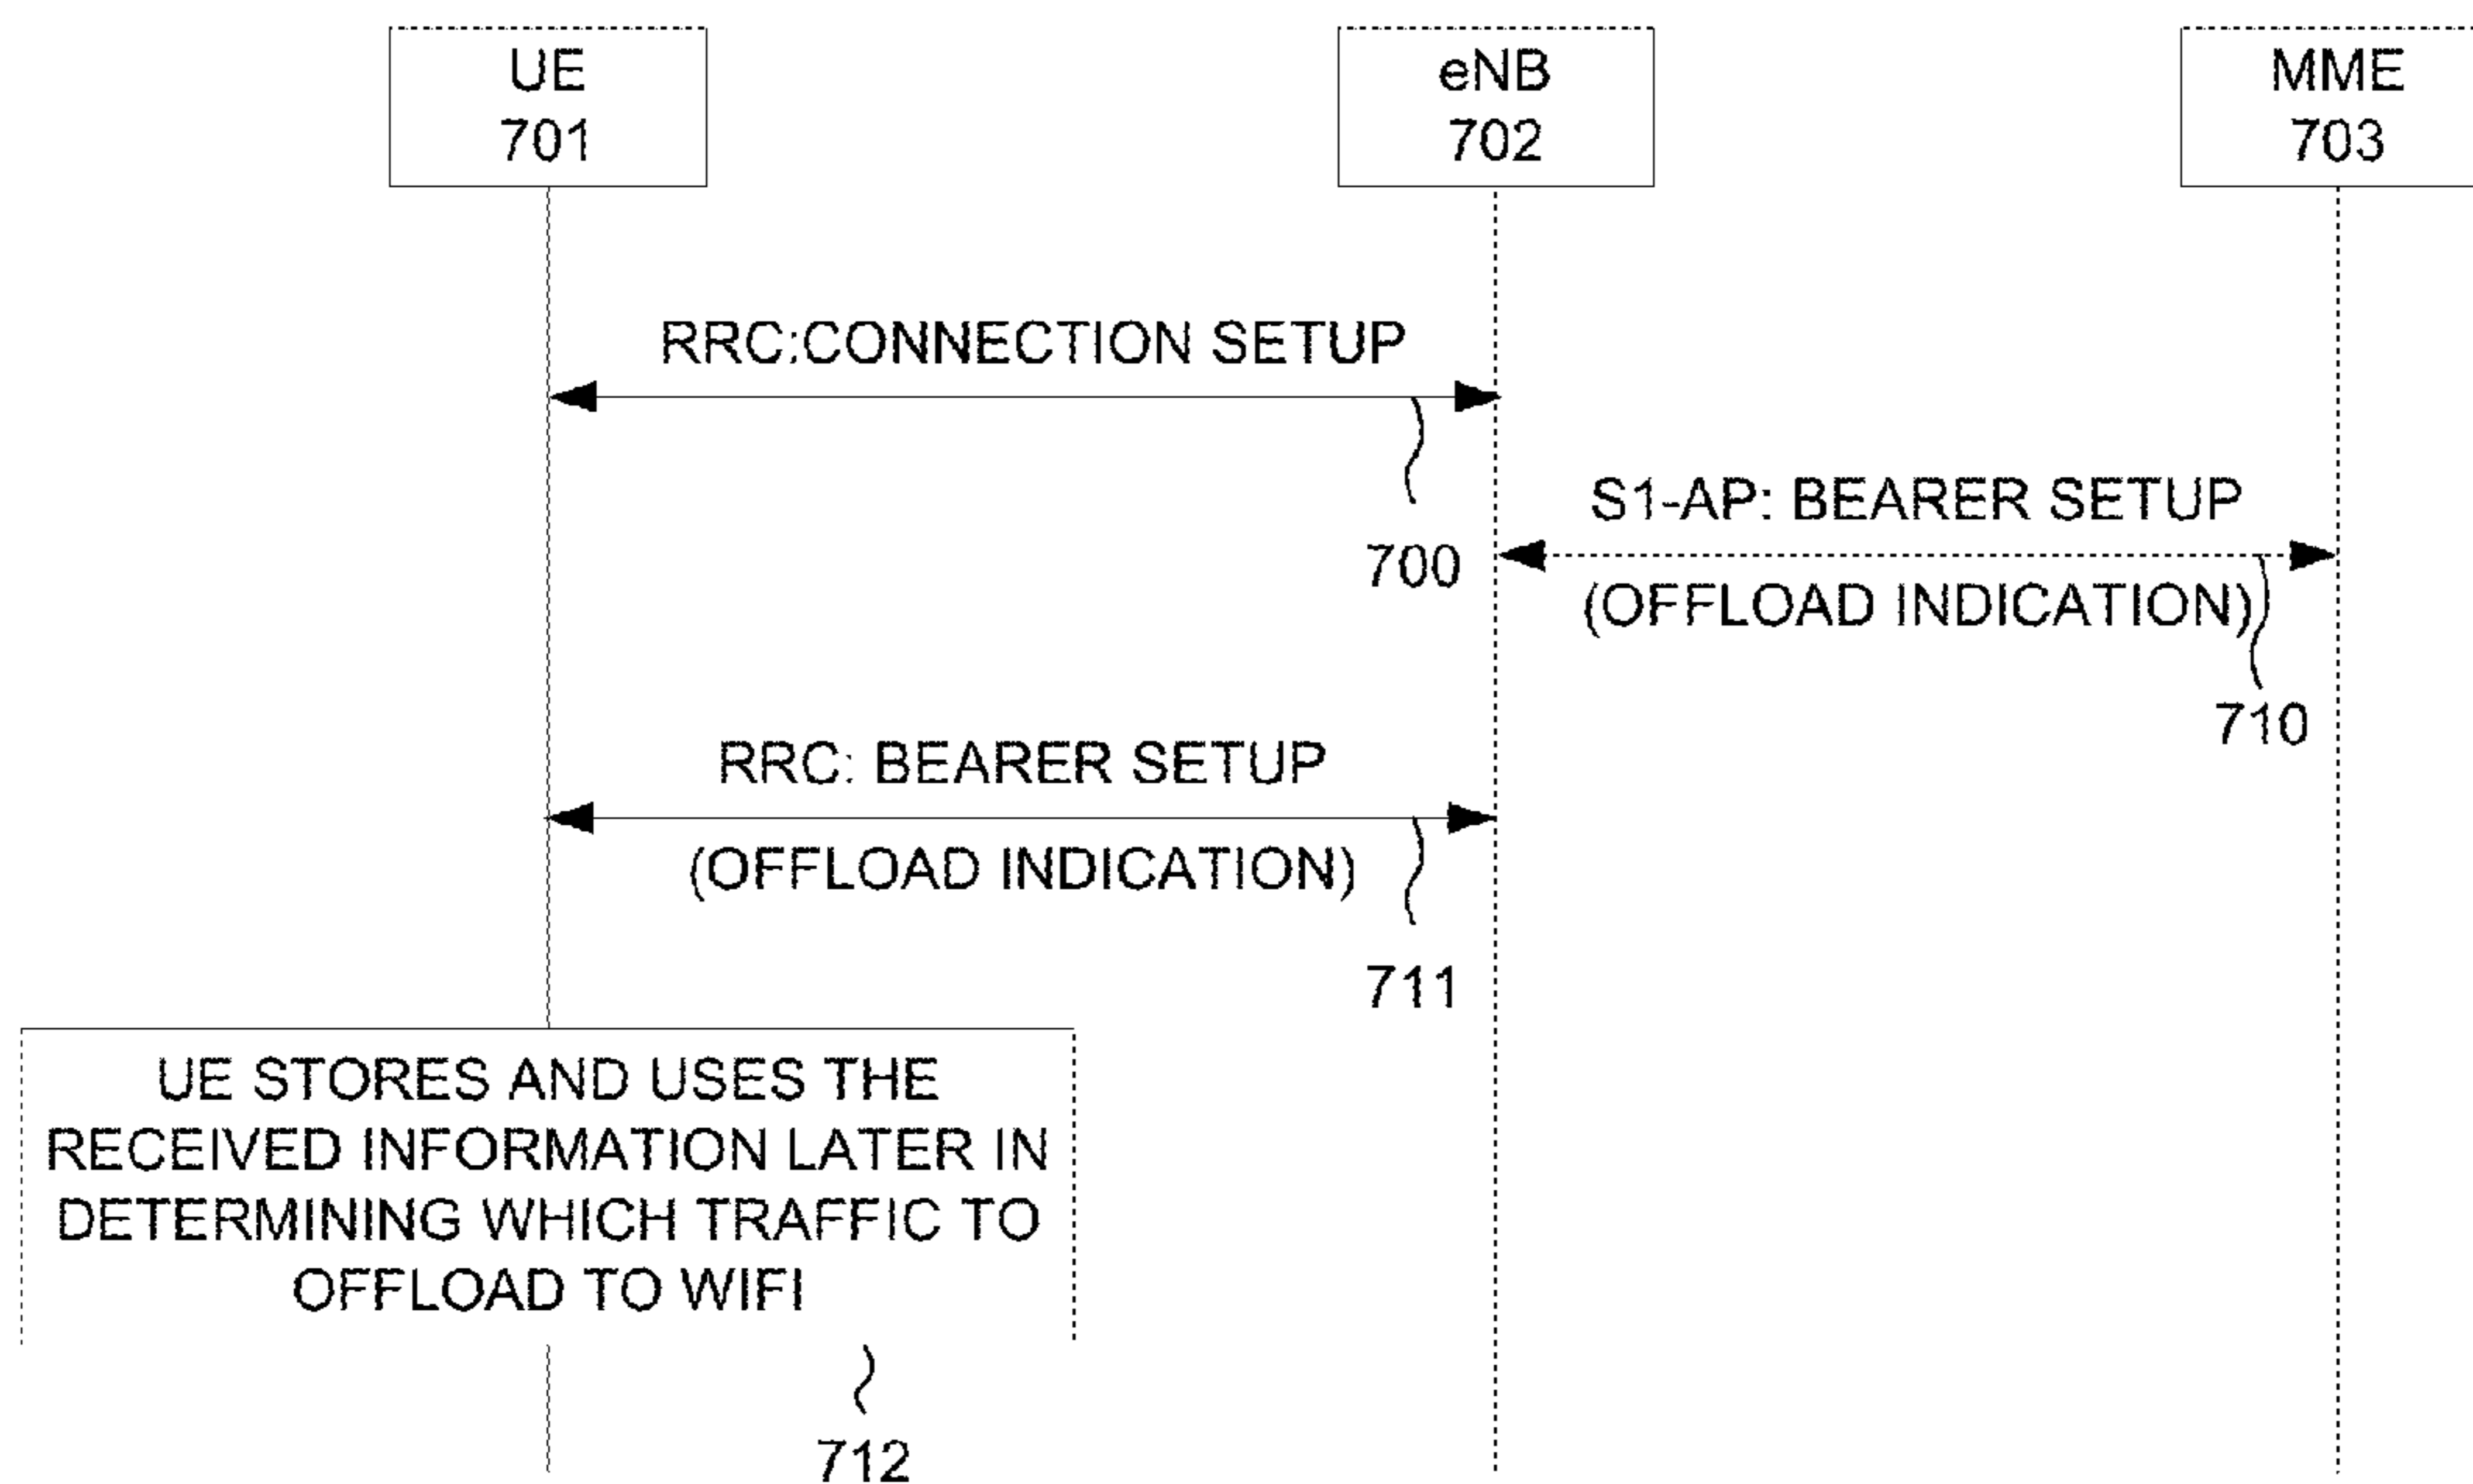 UE
701
eNB
702
MME
703
RRC:CONNECTION SETUP
700
S1-AP: BEARER SETUP
(OFFLOAD INDICATION)
710
RRC: BEARER SETUP
(OFFLOAD INDICATION)
711
UE STORES AND USES THE
RECEIVED INFORMATION LATER IN
DETERMINING WHICH TRAFFIC TO
OFFLOAD TO WIFI
712